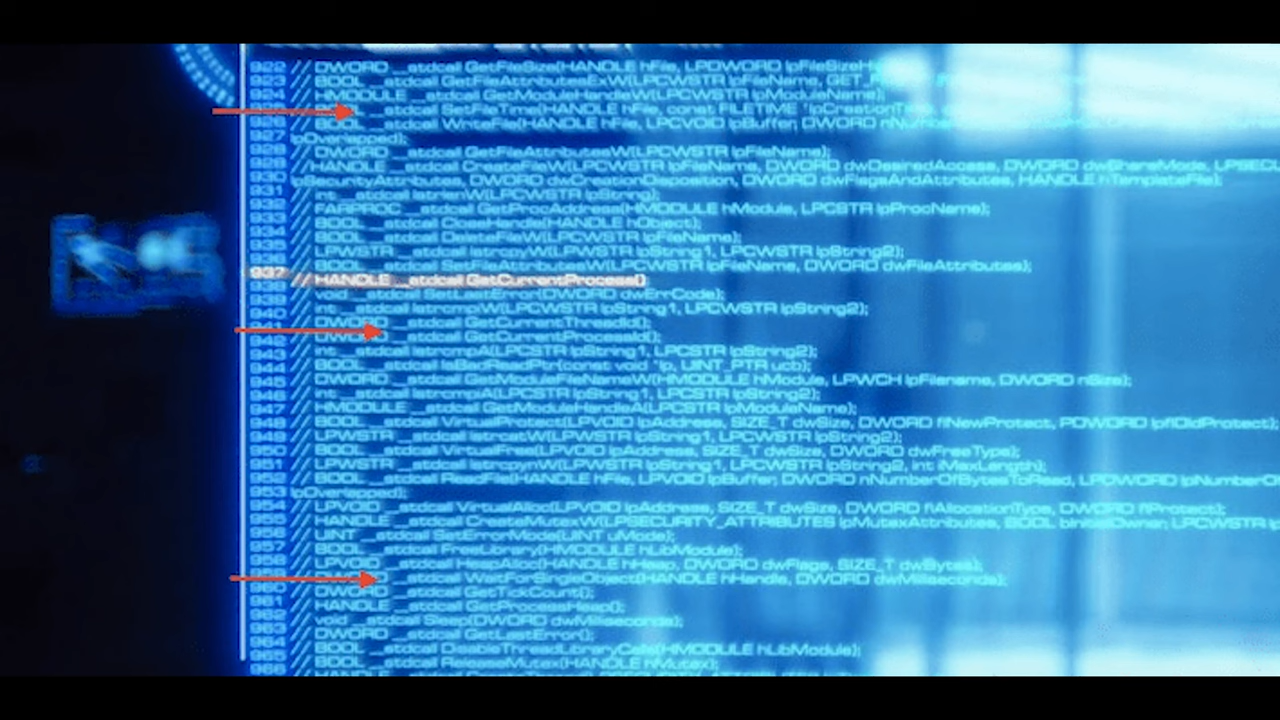 922 // DWORD __stdcall GetFileSize(HANDLE hFile, LPDWORD lpFileSizeH
923 // BOOL __stdcall GetFileAttributesExW(LPCWSTR lpFileName, GET_F
924 // HMODULE __stdcall GetModuleHandleW(LPCWSTR lpModuleName);
// __stdcall SetFileTime(HANDLE hFile, const FILETIME *lpCreationT
926 // BOOL __stdcall WriteFile(HANDLE hFile, LPCVOID lpBuffer, DWORD nNumber
927 lpOverlapped);
928 // DWORD __stdcall GetFileAttributesW(LPCWSTR lpFileName);
929 // HANDLE __stdcall CreateFileW(LPCWSTR lpFileName, DWORD dwDesiredAccess, DWORD dwShareMode, LPSECU
930 lpSecurityAttributes, DWORD dwCreationDisposition, DWORD dwFlagsAndAttributes, HANDLE hTemplateFile);
931 // int __stdcall lstrlenW(LPCWSTR lpString);
932 // FARPROC __stdcall GetProcAddress(HMODULE hModule, LPCSTR lpProcName);
933 // BOOL __stdcall CloseHandle(HANDLE hObject);
934 // BOOL __stdcall DeleteFileW(LPCWSTR lpFileName);
935 // LPWSTR __stdcall lstrcpyW(LPWSTR lpString1, LPCWSTR lpString2);
936 // BOOL __stdcall SetFileAttributesW(LPCWSTR lpFileName, DWORD dwFileAttributes);
937 // HANDLE __stdcall GetCurrentProcess()
938 // void __stdcall SetLastError(DWORD dwErrCode);
939 // int __stdcall lstrcmpW(LPCWSTR lpString1, LPCWSTR lpString2);
940 // DWORD __stdcall GetCurrentThreadId();
941 // DWORD __stdcall GetCurrentProcessId();
943 // int __stdcall lstrcmpA(LPCSTR lpString1, LPCSTR lpString2);
944 // BOOL __stdcall IsBadReadPtr(const void *lp, UINT_PTR ucb);
945 // DWORD __stdcall GetModuleFileNameW(HMODULE hModule, LPWCH lpFilename, DWORD nSize);
946 // int __stdcall lstrcmpiA(LPCSTR lpString1, LPCSTR lpString2);
947 // HMODULE __stdcall GetModuleHandleA(LPCSTR lpModuleName);
948 // BOOL __stdcall VirtualProtect(LPVOID lpAddress, SIZE_T dwSize, DWORD flNewProtect, PDWORD lpflOldProtect);
949 // LPWSTR __stdcall lstrcatW(LPWSTR lpString1, LPCWSTR lpString2);
950 // BOOL __stdcall VirtualFree(LPVOID lpAddress, SIZE_T dwSize, DWORD dwFreeType);
951 // LPWSTR __stdcall lstrcpynW(LPWSTR lpString1, LPCWSTR lpString2, int iMaxLength);
952 // BOOL __stdcall ReadFile(HANDLE hFile, LPVOID lpBuffer, DWORD nNumberOfBytesToRead, LPDWORD lpNumberO
953 lpOverlapped);
954 // LPVOID __stdcall VirtualAlloc(LPVOID lpAddress, SIZE_T dwSize, DWORD flAllocationType, DWORD flProtect);
955 // HANDLE __stdcall CreateMutexW(LPSECURITY_ATTRIBUTES lpMutexAttributes, BOOL bInitialOwner, LPCWSTR lp
956 // UINT __stdcall SetErrorMode(UINT uMode);
957 // BOOL __stdcall FreeLibrary(HMODULE hLibModule);
958 // LPVOID __stdcall HeapAlloc(HANDLE hHeap, DWORD dwFlags, SIZE_T dwBytes);
// __stdcall WaitForSingleObject(HANDLE hHandle, DWORD dwMilliseconds);
960 // DWORD __stdcall GetTickCount();
961 // HANDLE __stdcall GetProcessHeap();
962 // void __stdcall Sleep(DWORD dwMilliseconds);
963 // DWORD __stdcall GetLastError();
964 // BOOL __stdcall DisableThreadLibraryCalls(HMODULE hLibModule);
965 // BOOL __stdcall ReleaseMutex(HANDLE hMutex);
966 // HANDLE __stdcall